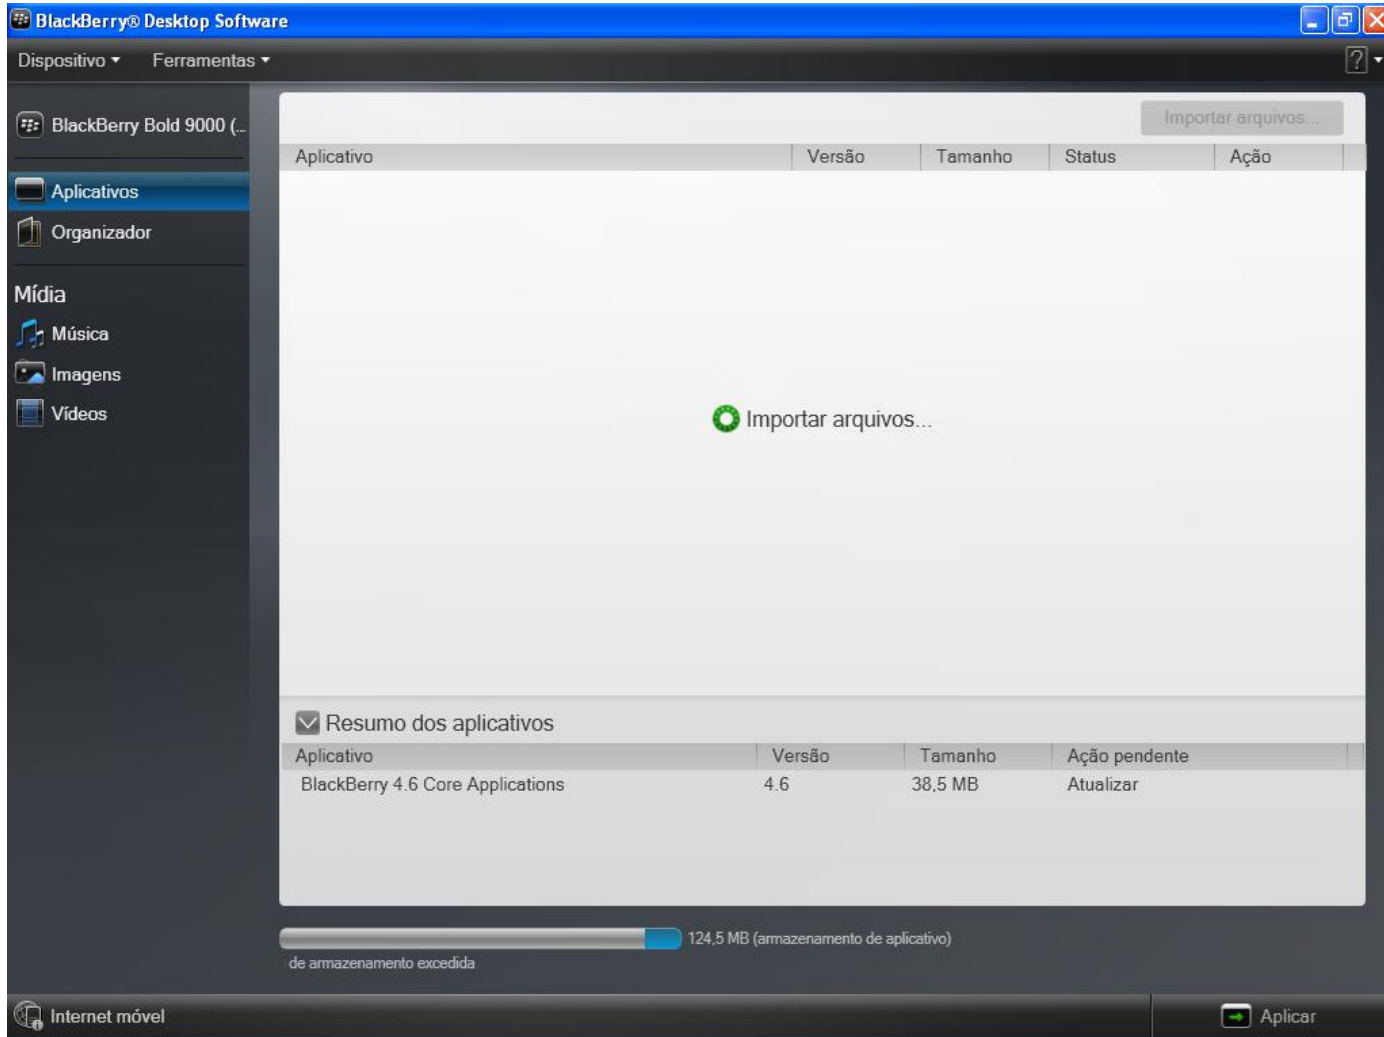 BlackBerry® Desktop Software
Dispositivo Ferramentas ?
BlackBerry Bold 9000 (...
Aplicativos
Organizador
Mídia
Música
Imagens
Vídeos
Importar arquivos...
Aplicativo Versão Tamanho Status Ação
Importar arquivos...
Resumo dos aplicativos
Aplicativo Versão Tamanho Ação pendente
BlackBerry 4.6 Core Applications 4.6 38,5 MB Atualizar
124,5 MB (armazenamento de aplicativo)
de armazenamento excedida
Internet móvel Aplicar